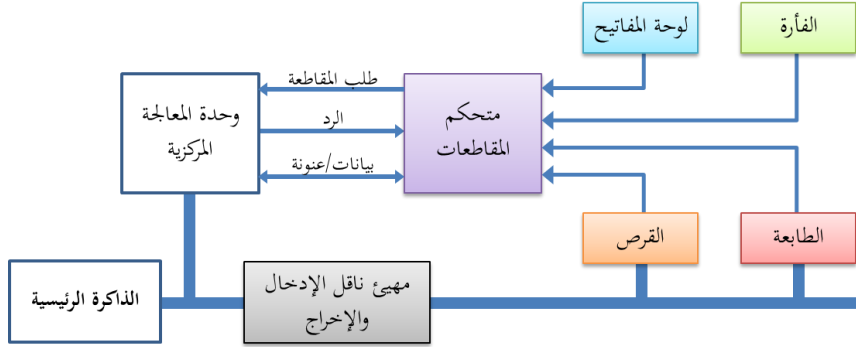 الفأرة
لوحة المفاتيح
متحكم
المقاطعات
طلب المقاطعة
الرد
بيانات/عنونة
وحدة المعالجة
المركزية
الطابعة
القرص
مهيئ ناقل الإدخال
والإخراج
الذاكرة الرئيسية